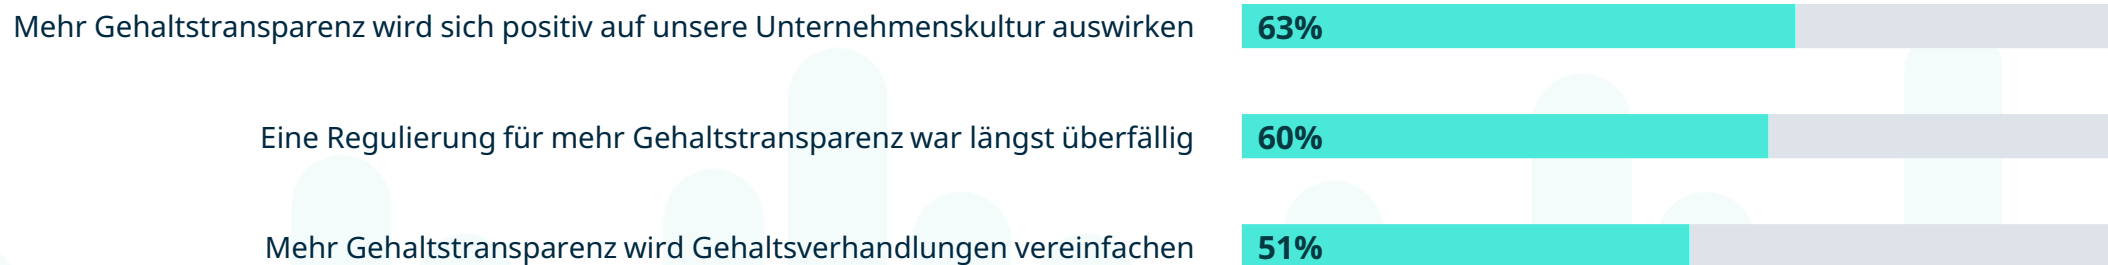 Mehr Gehaltstransparenz wird sich positiv auf unsere Unternehmenskultur auswirken 63%
Eine Regulierung für mehr Gehaltstransparenz war längst überfällig 60%
Mehr Gehaltstransparenz wird Gehaltsverhandlungen vereinfachen 51%